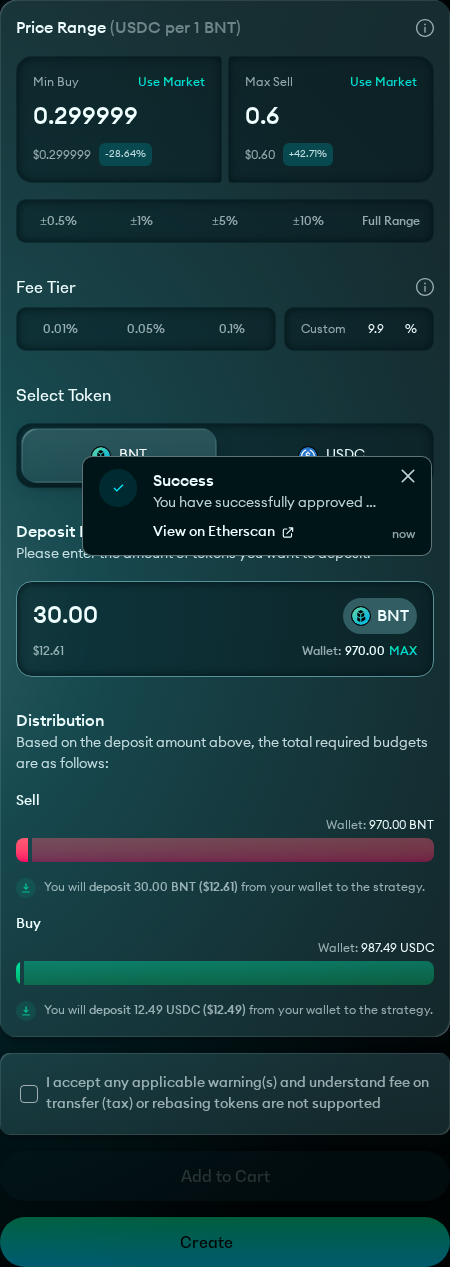 Price Range (USDC per 1 BNT)
Min Buy Use Market
0.299999
$0.299999 -28.64%
Max Sell Use Market
0.6
$0.60 +42.71%
±0.5% ±1% ±5% ±10% Full Range
Fee Tier
0.01% 0.05% 0.1% Custom 9.9 %
Select Token
BNT USDC
Success
You have successfully approved ...
View on Etherscan
now
Deposit
Please enter the amount of tokens you want to deposit.
30.00 BNT
$12.61 Wallet: 970.00 MAX
Distribution
Based on the deposit amount above, the total required budgets
are as follows:
Sell
Wallet: 970.00 BNT
You will deposit 30.00 BNT ($12.61) from your wallet to the strategy.
Buy
Wallet: 987.49 USDC
You will deposit 12.49 USDC ($12.49) from your wallet to the strategy.
I accept any applicable warning(s) and understand fee on
transfer (tax) or rebasing tokens are not supported
Add to Cart
Create